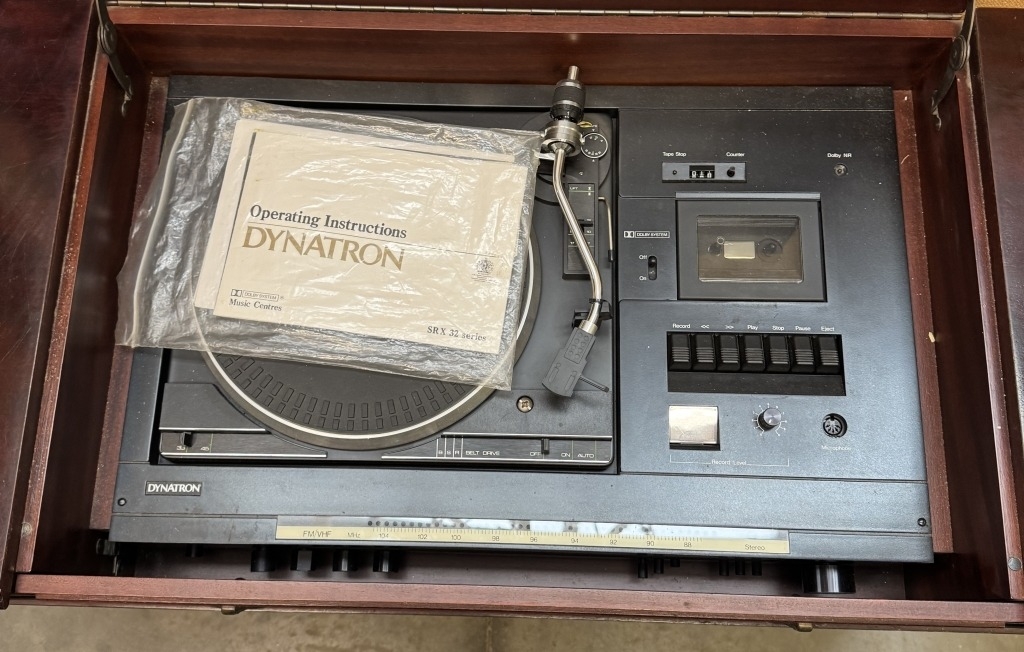 Operating Instructions
DYNATRON
DOLBY SYSTEM ®
Music Centres
SRX 32 series
LIFT
33 45
BSR BELT DRIVE
OFF ON AUTO
Tape Stop Counter
Dolby NR
DOLBY SYSTEM
Off
On
Record << >> Play Stop Pause Eject
Record Level
Microphone
DYNATRON
FM/VHF MHz 104 102 100 98 96 94 92 90 88 Stereo